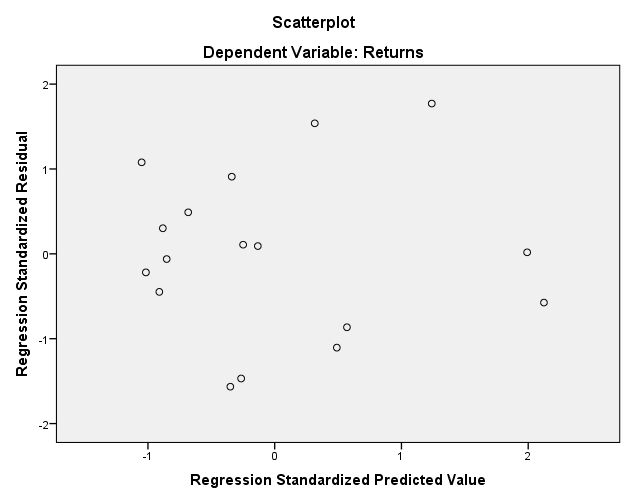 Scatterplot
Dependent Variable: Returns
Regression Standardized Residual
2
1
0
-1
-2
-1
0
1
2
Regression Standardized Predicted Value